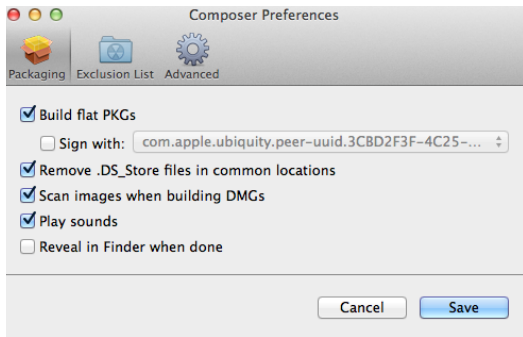 Composer Preferences
Packaging Exclusion List Advanced
Build flat PKGs
Sign with: com.apple.ubiquity.peer-uuid.3CBD2F3F-4C25-...
Remove .DS_Store files in common locations
Scan images when building DMGs
Play sounds
Reveal in Finder when done
Cancel Save